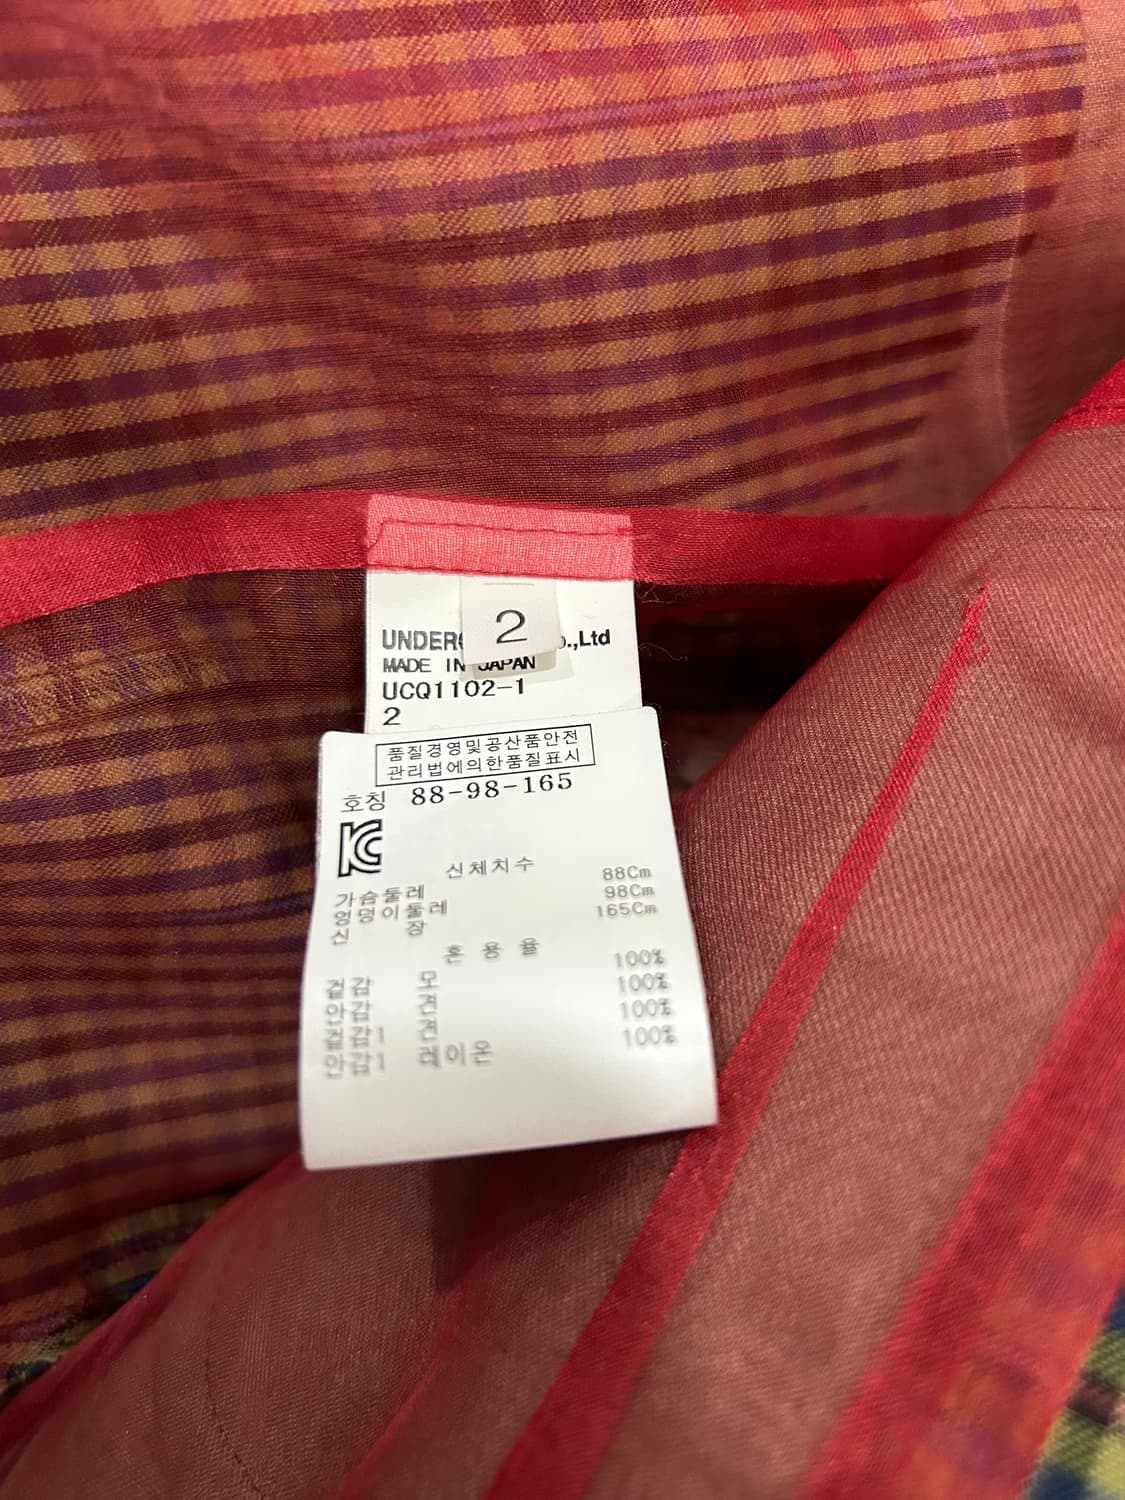 2
UNDERS o.,Ltd
MADE IN JAPAN
UCQ1102-1
2
품질경영및공산품안전
관리법에의한품질표시
호칭 88-98-165
신체치수
가슴둘레 88Cm
엉덩이둘레 98Cm
신 장 165Cm
혼 용 율
겉감 모 100%
안감 견 100%
겉감1 견 100%
안감1 레이온 100%